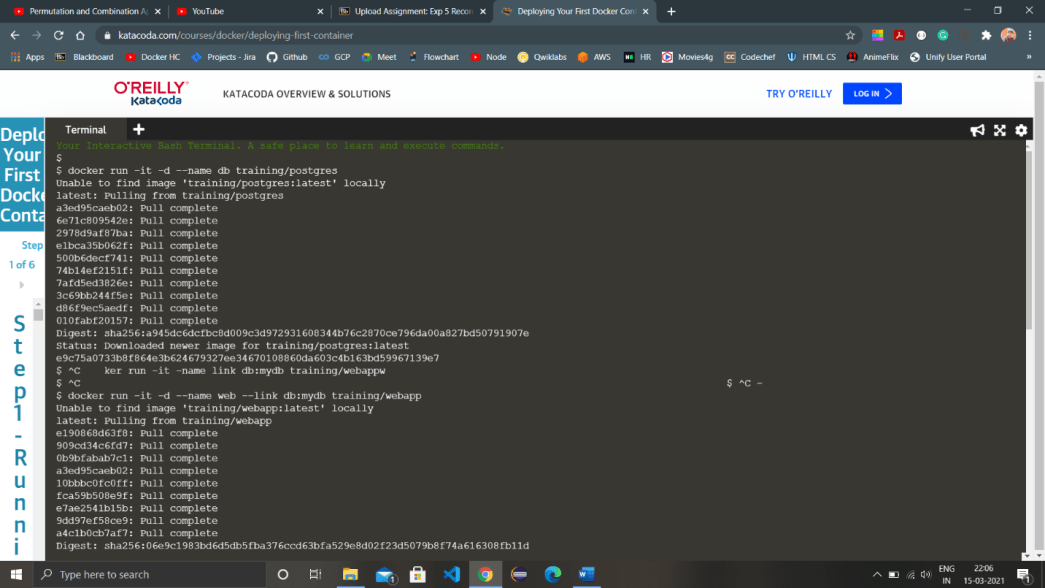 Permutation and Combination Ap
YouTube
Upload Assignment: Exp 5 Recor
Deploying Your First Docker Cont
katacoda.com/courses/docker/deploying-first-container
Apps Blackboard Docker HC Projects - Jira Github GCP Meet Flowchart Node Qwiklabs AWS HR Movies4g Codechef HTML CS AnimeFlix Unify User Portal »
O'REILLY®
Katacoda
KATACODA OVERVIEW & SOLUTIONS
TRY O'REILLY
LOG IN
Deplo
Your
First
Docke
Conta
Step
1 of 6
S
t
e
p
1
-
R
u
n
n
i
Terminal
Your Interactive Bash Terminal. A safe place to learn and execute commands.
$
$ docker run -it -d --name db training/postgres
Unable to find image 'training/postgres:latest' locally
latest: Pulling from training/postgres
a3ed95caeb02: Pull complete
6e71c809542e: Pull complete
2978d9af87ba: Pull complete
e1bca35b062f: Pull complete
500b6decf741: Pull complete
74b14ef2151f: Pull complete
7afd5ed3826e: Pull complete
3c69bb244f5e: Pull complete
d86f9ec5aedf: Pull complete
010fabf20157: Pull complete
Digest: sha256:a945dc6dcfbc8d009c3d972931608344b76c2870ce796da00a827bd50791907e
Status: Downloaded newer image for training/postgres:latest
e9c75a0733b8f864e3b624679327ee34670108860da603c4b163bd59967139e7
$ ^C ker run -it -name link db:mydb training/webappw
$ ^C $ ^C -
$ docker run -it -d --name web --link db:mydb training/webapp
Unable to find image 'training/webapp:latest' locally
latest: Pulling from training/webapp
e190868d63f8: Pull complete
909cd34c6fd7: Pull complete
0b9bfabab7c1: Pull complete
a3ed95caeb02: Pull complete
10bbbc0fc0ff: Pull complete
fca59b508e9f: Pull complete
e7ae2541b15b: Pull complete
9dd97ef58ce9: Pull complete
a4c1b0cb7af7: Pull complete
Digest: sha256:06e9c1983bd6d5db5fba376ccd63bfa529e8d02f23d5079b8f74a616308fb11d
Type here to search
ENG
IN
22:06
15-03-2021